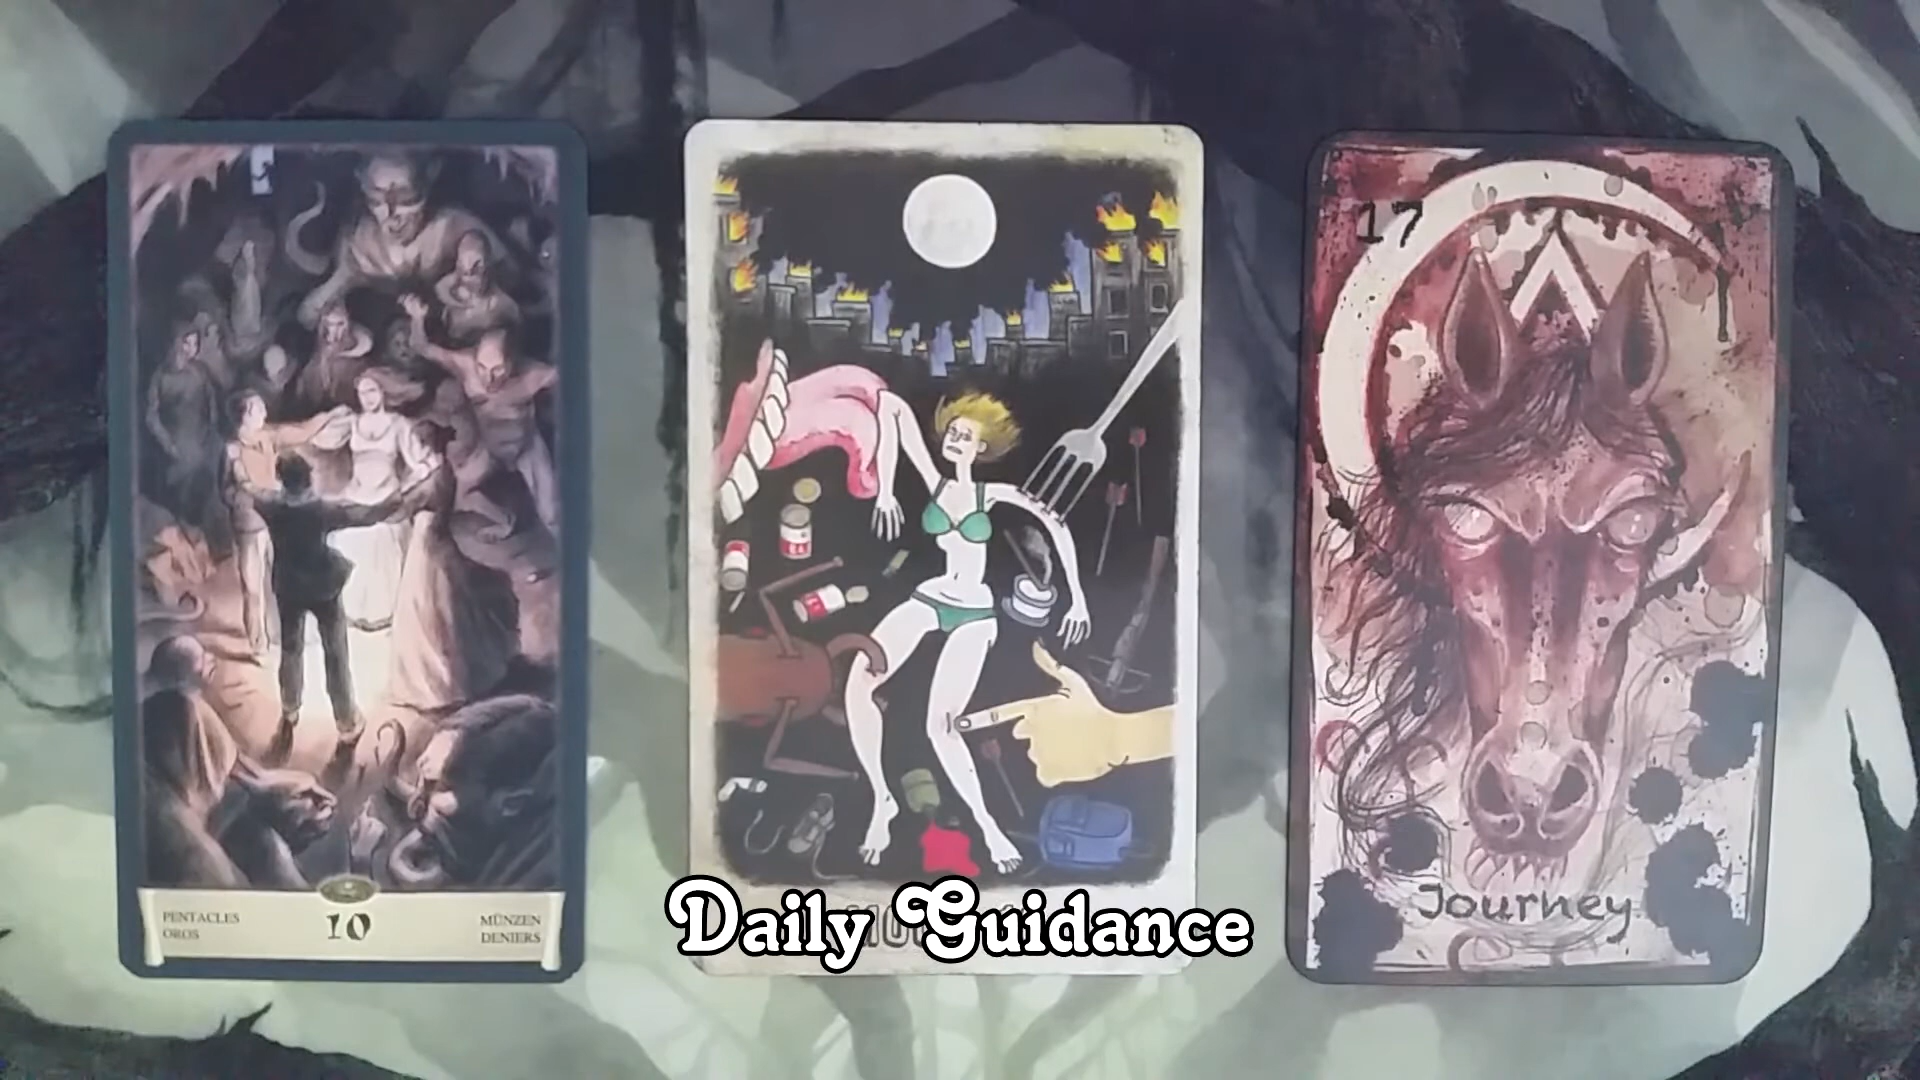 PENTACLES
OROS
10
MÜNZEN
DENIERS
Daily Guidance
17
Journey